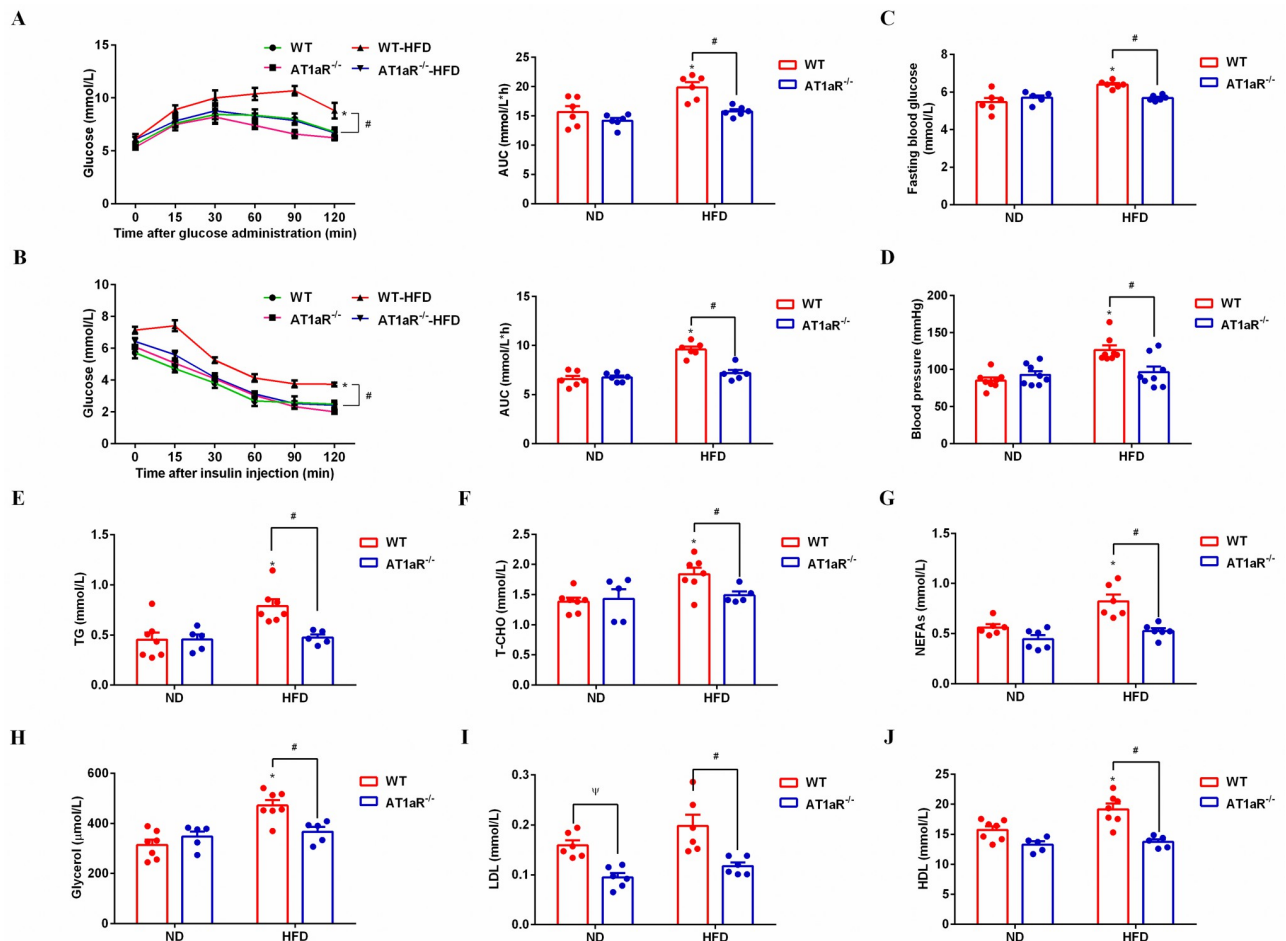 A
Glucose (mmol/L)
15
10
5
0
0 15 30 60 90 120
Time after glucose administration (min)
WT
WT-HFD
AT1aR-/-
AT1aR-/--HFD
*
#
AUC (mmol/L*h)
25
20
15
10
5
0
ND HFD
*
#
WT
AT1aR-/-
C
Fasting blood glucose
(mmol/L)
8
6
4
2
0
ND HFD
*
#
WT
AT1aR-/-
B
Glucose (mmol/L)
8
6
4
2
0
0 15 30 60 90 120
Time after insulin injection (min)
WT
WT-HFD
AT1aR-/-
AT1aR-/--HFD
*
#
AUC (mmol/L*h)
15
10
5
0
ND HFD
*
#
WT
AT1aR-/-
D
Blood pressure (mmHg)
200
150
100
50
0
ND HFD
*
#
WT
AT1aR-/-
E
TG (mmol/L)
1.5
1.0
0.5
0.0
ND HFD
*
#
WT
AT1aR-/-
F
T-CHO (mmol/L)
2.5
2.0
1.5
1.0
0.5
0.0
ND HFD
*
#
WT
AT1aR-/-
G
NEFAs (mmol/L)
1.5
1.0
0.5
0.0
ND HFD
*
#
WT
AT1aR-/-
H
Glycerol (μmol/L)
600
400
200
0
ND HFD
*
#
WT
AT1aR-/-
I
LDL (mmol/L)
0.3
0.2
0.1
0.0
ND HFD
Ψ
#
WT
AT1aR-/-
J
HDL (mmol/L)
25
20
15
10
5
0
ND HFD
*
#
WT
AT1aR-/-